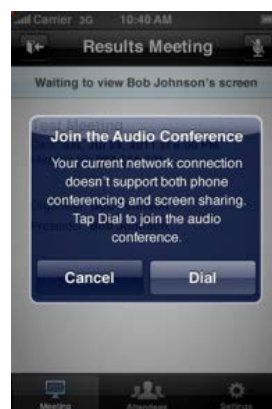 Carrier 3G 10:40 AM
Results Meeting
Waiting to view Bob Johnson's screen
Test Meeting
Join the Audio Conference
Your current network connection
doesn't support both phone
conferencing and screen sharing.
Tap Dial to join the audio
conference.
Cancel
Dial
Meeting
Attendees
Settings